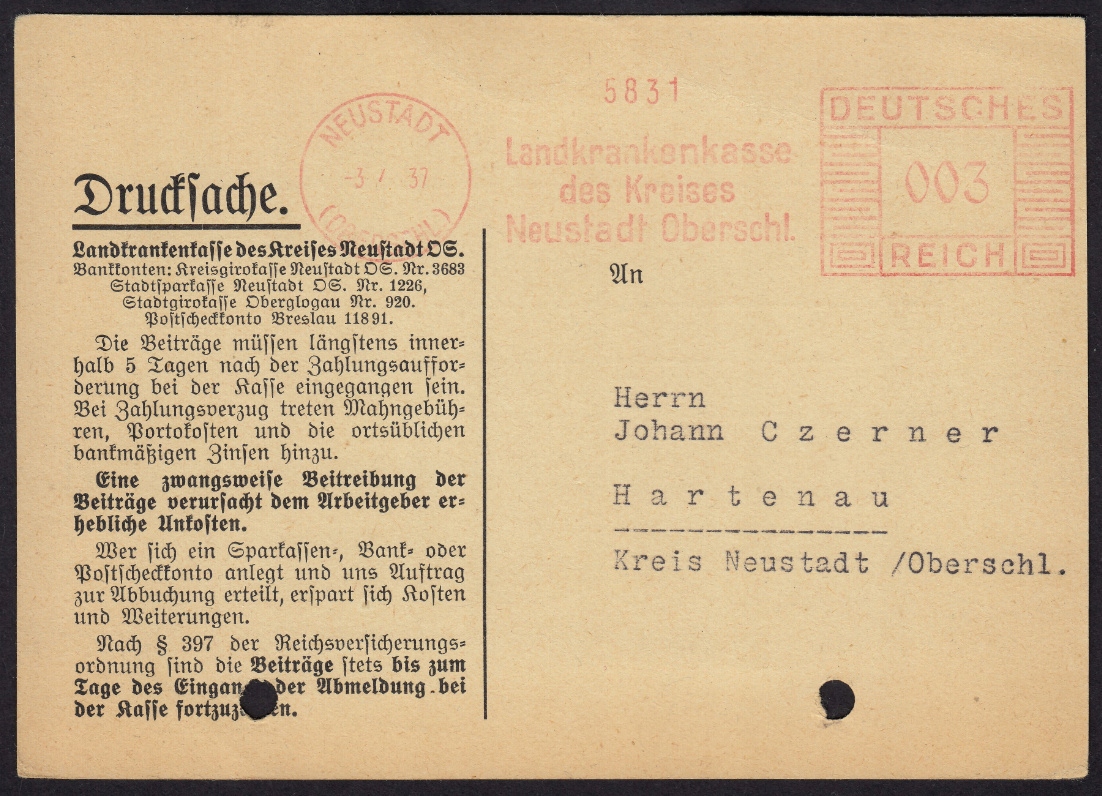 5831
NEUSTADT
-3 7 37
(OBERSCHL)
Landkrankenkasse
des Kreises
Neustadt Oberschl.
DEUTSCHES
003
REICH
Drucksache.
Landkrankenkasse des Kreises Neustadt OS.
Bankkonten: Kreisgirokasse Neustadt OS. Nr. 3683
Stadtsparkasse Neustadt OS. Nr. 1226,
Stadtgirokasse Oberglogau Nr. 920.
Postscheckkonto Breslau 11891.
Die Beiträge müssen längstens inner-
halb 5 Tagen nach der Zahlungsauffor-
derung bei der Kasse eingegangen sein.
Bei Zahlungsverzug treten Mahngebüh-
ren, Portokosten und die ortsüblichen
bankmäßigen Zinsen hinzu.
Eine zwangsweise Beitreibung der
Beiträge verursacht dem Arbeitgeber er-
hebliche Unkosten.
Wer sich ein Sparkassen-, Bank- oder
Postscheckkonto anlegt und uns Auftrag
zur Abbuchung erteilt, erspart sich Kosten
und Weiterungen.
Nach § 397 der Reichsversicherungs-
ordnung sind die Beiträge stets bis zum
Tage des Eingan der Abmeldung bei
der Kasse fortzuz en.
An
Herrn
Johann Czerner
Hartenau
Kreis Neustadt /Oberschl.